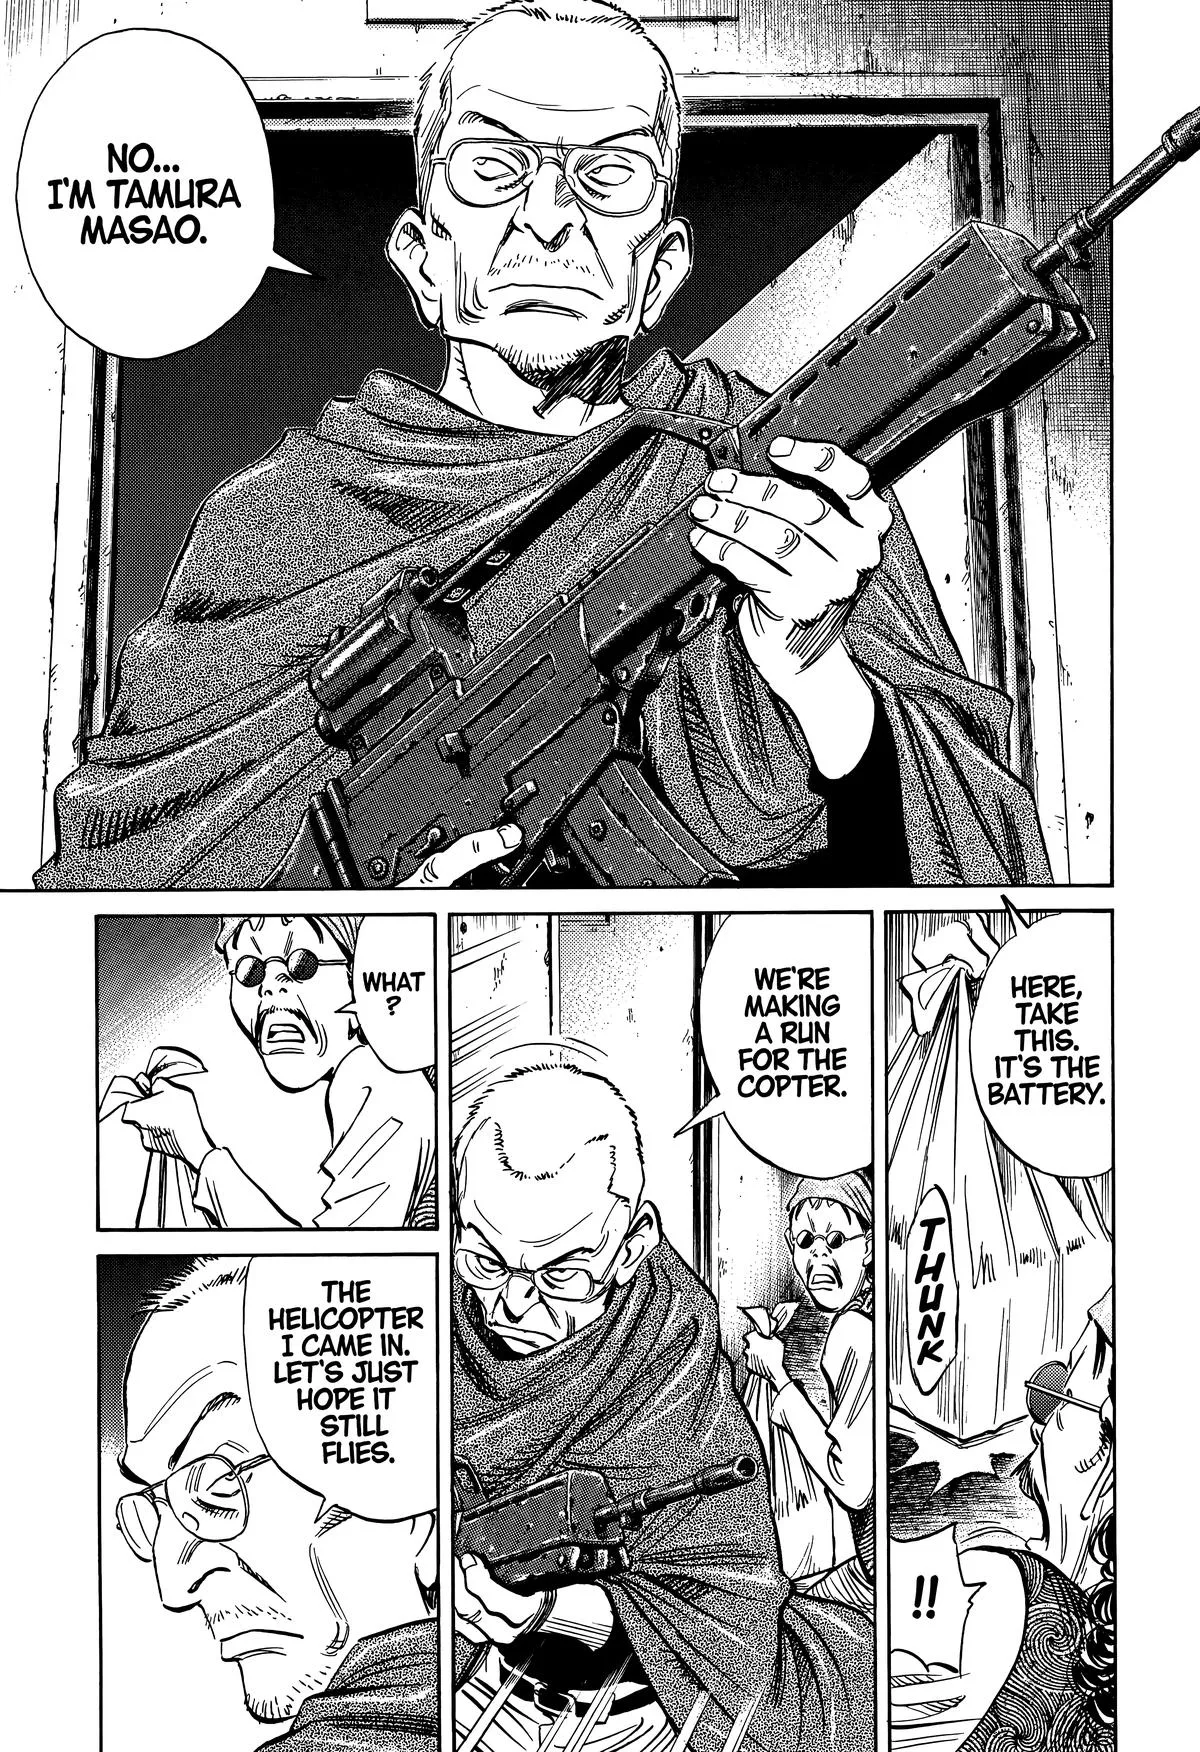 NO...
I'M TAMURA
MASAO.
HERE,
TAKE
THIS.
IT'S THE
BATTERY.
THUNK
!!
WE'RE
MAKING
A RUN
FOR THE
COPTER.
WHAT
?
THE
HELICOPTER
I CAME IN.
LET'S JUST
HOPE IT
STILL
FLIES.